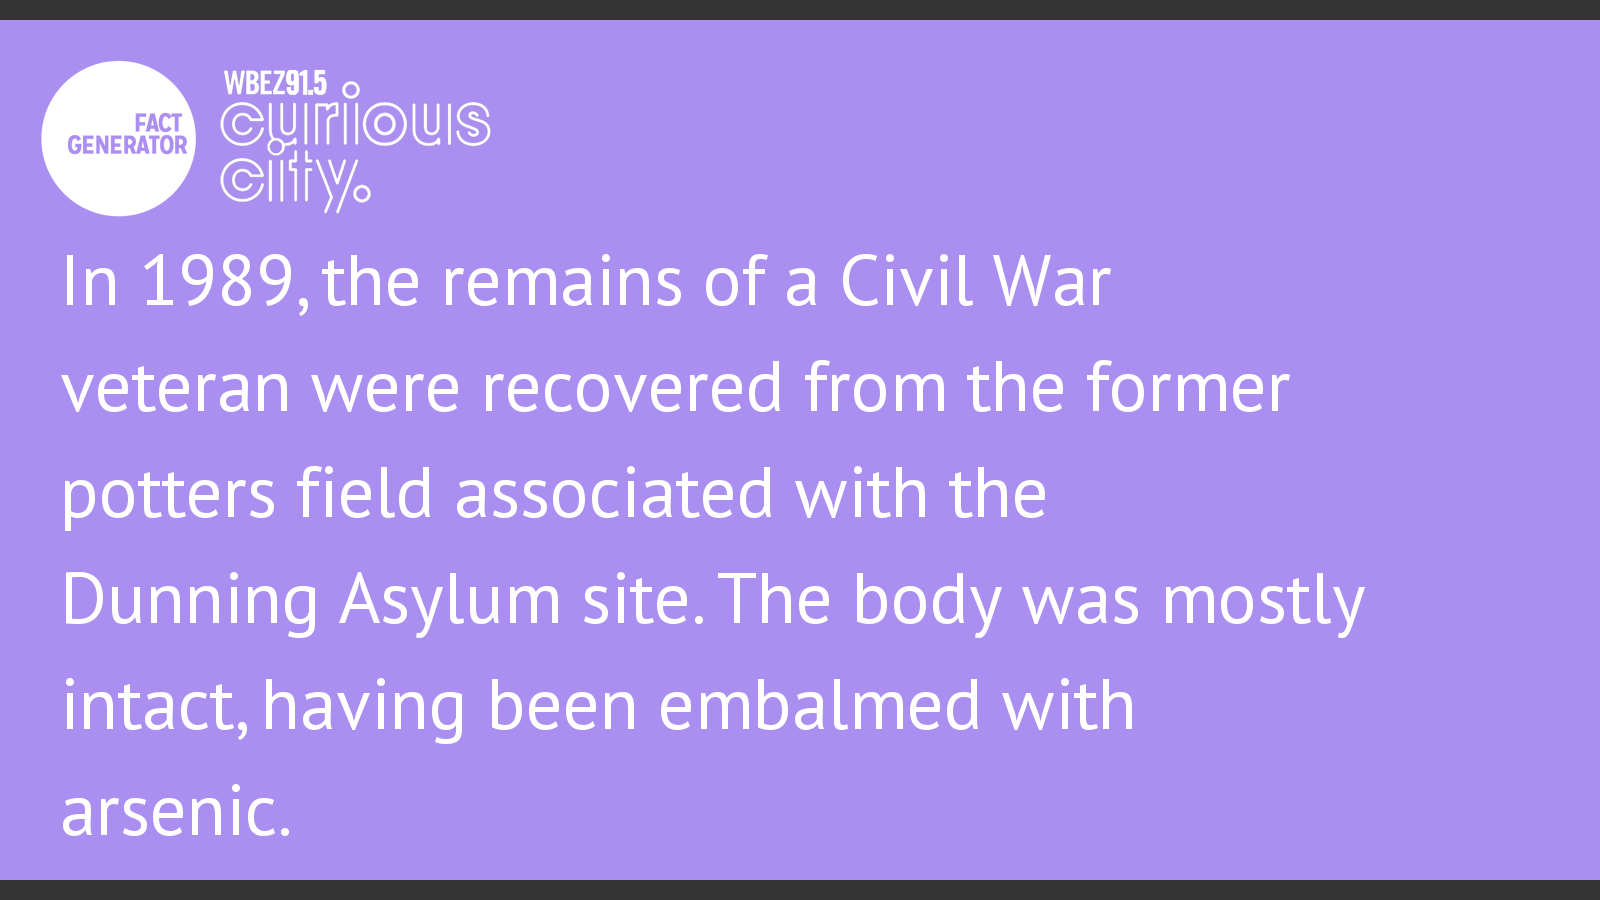 FACT
GENERATOR
WBEZ91.5
curious
city.
In 1989, the remains of a Civil War
veteran were recovered from the former
potters field associated with the
Dunning Asylum site. The body was mostly
intact, having been embalmed with
arsenic.